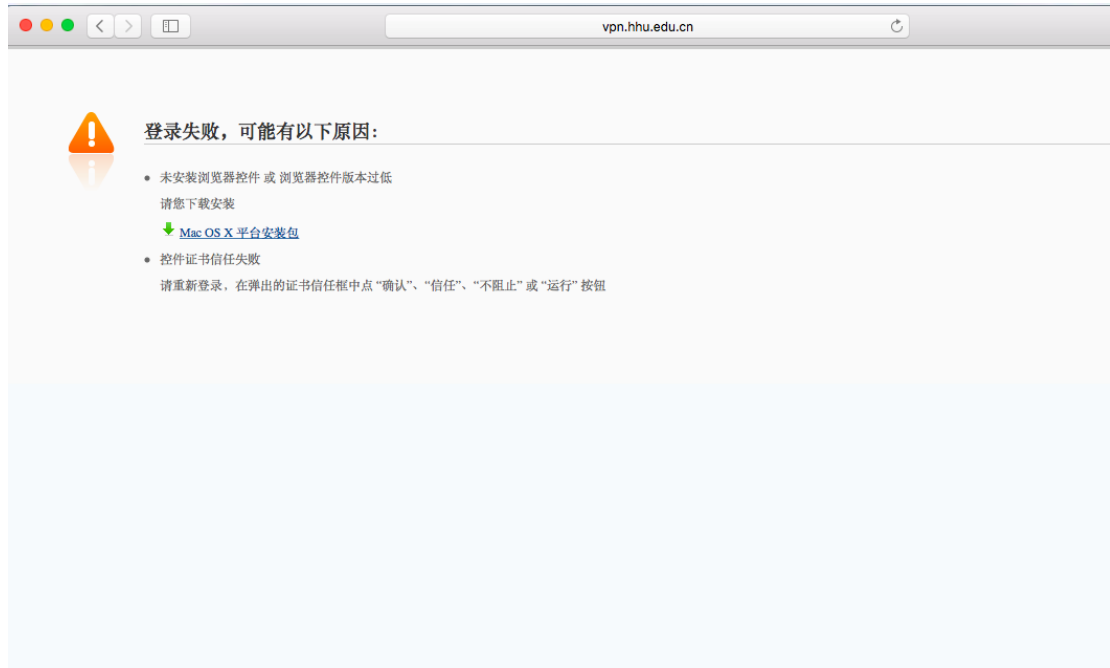 vpn.hhu.edu.cn
登录失败，可能有以下原因：
未安装浏览器控件 或 浏览器控件版本过低
请您下载安装
Mac OS X 平台安装包
控件证书信任失败
请重新登录，在弹出的证书信任框中点 “确认”、“信任”、“不阻止” 或 “运行” 按钮